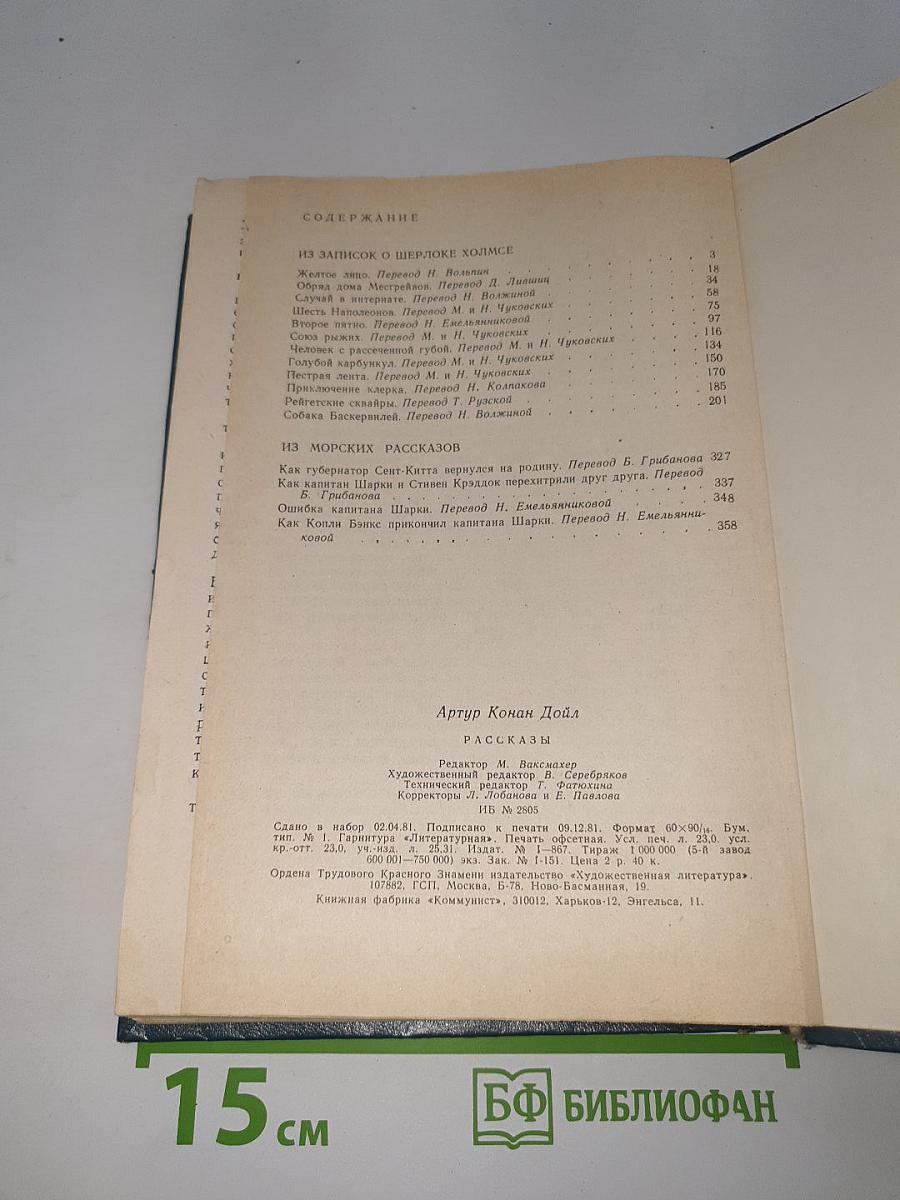 СОДЕРЖАНИЕ
ИЗ ЗАПИСОК О ШЕРЛОКЕ ХОЛМСЕ
Желтое лицо. Перевод Н. Вольпин . . . . . . . 3
Обряд дома Месгрейвов. Перевод Д. Лившиц . . . . . 18
Случай в интернате. Перевод Н. Волжиной . . . . . . 34
Шесть Наполеонов. Перевод М. и Н. Чуковских . . . . . 58
Второе пятно. Перевод Н. Емельянниковой . . . . . . 75
Союз рыжих. Перевод М. и Н. Чуковских . . . . . . 97
Человек с рассеченной губой. Перевод М. и Н. Чуковских . . . 116
Голубой карбункул. Перевод М. и Н. Чуковских . . . . . 134
Пестрая лента. Перевод М. и Н. Чуковских . . . . . . 150
Приключение клерка. Перевод Н. Колпакова . . . . . . 170
Рейгетские сквайры. Перевод Т. Рузской . . . . . . 185
Собака Баскервилей. Перевод Н. Волжиной . . . . . . 201
ИЗ МОРСКИХ РАССКАЗОВ
Как губернатор Сент-Китта вернулся на родину. Перевод Б. Грибанова 327
Как капитан Шарки и Стивен Крэддок перехитрили друг друга. Перевод
Б. Грибанова . . . . . . . . . . . . 337
Ошибка капитана Шарки. Перевод Н. Емельянниковой . . . . 348
Как Копли Бэнкс прикончил капитана Шарки. Перевод Н. Емельянни-
ковой . . . . . . . . . . . . . 358
Артур Конан Дойл
РАССКАЗЫ
Редактор М. Ваксмахер
Художественный редактор В. Серебряков
Технический редактор Т. Фатюхина
Корректоры Л. Лобанова и Е. Павлова
ИБ № 2805
Сдано в набор 02.04.81. Подписано к печати 09.12.81. Формат 60×90/16. Бум.
тип. № 1. Гарнитура «Литературная». Печать офсетная. Усл. печ. л. 23,0. усл.
кр.-отт. 23,0, уч.-изд. л. 25,31. Издат. № I—867. Тираж 1 000 000 (5-й завод
600 001—750 000) экз. Зак. № I-151. Цена 2 р. 40 к.
Ордена Трудового Красного Знамени издательство «Художественная литература».
107882, ГСП, Москва, Б-78, Ново-Басманная, 19.
Книжная фабрика «Коммунист», 310012, Харьков-12, Энгельса, 11.
15 см
БФ БИБЛИОФАН